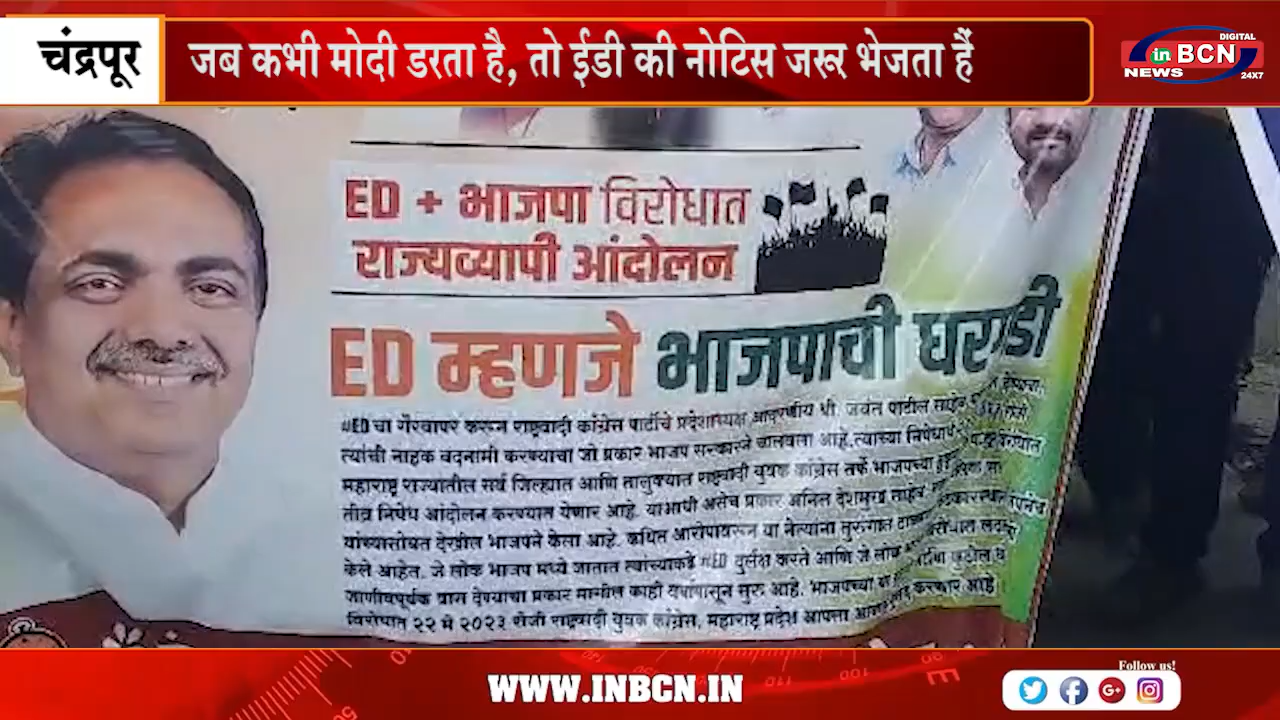 चंद्रपूर
जब कभी मोदी डरता है, तो ईडी की नोटिस जरूर भेजता हैं
DIGITAL
in BCN
NEWS
24X7
ED + भाजपा विरोधात
राज्यव्यापी आंदोलन
ED म्हणजे भाजपाची
#ED चा गैरवापर करून राष्ट्रवादी काँग्रेस पार्टीचे प्रदेशाध्यक्ष आदरणीय श्री. जयंत पाटील साहेब
त्यांची नाहक बदनामी करण्याचा जो प्रकार भाजप सरकारने चालवला आहे. त्याच्या
महाराष्ट्र राज्यातील सर्व जिल्ह्यात आणि तालुक्यात राष्ट्रवादी युवक काँग्रेस तर्फे भाजपच्या
तीव्र निषेध आंदोलन करण्यात येणार आहे. याआधी असेच प्रकार अनिल देशमुख साहेब,
यांच्यासोबत देखील भाजपने केला आहे. कथित आरोपावरून या नेत्यांना तुरुंगात
केले आहेत. जे लोक भाजप मध्ये जातात त्यांच्याकडे #ED दुर्लक्ष करते आणि जे लोक
जाणीवपूर्वक त्रास देण्याचा प्रकार मागील काही वर्षांपासून सुरु आहे. भाजपच्या
विरोधात २२ मे २०२३ रोजी राष्ट्रवादी युवक काँग्रेस, महाराष्ट्र प्रदेश आपल्या
WWW.INBCN.IN
Follow us!